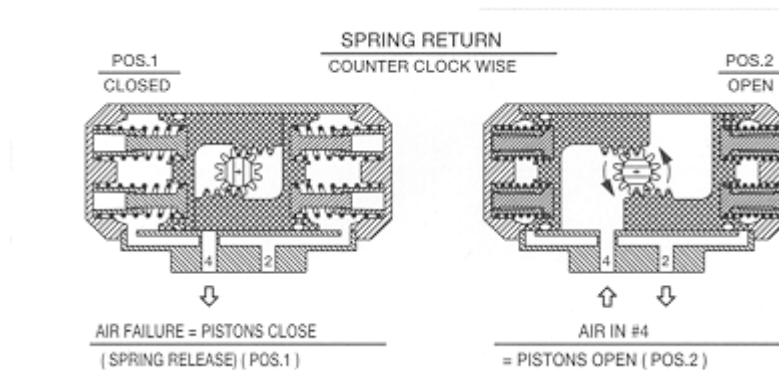 SPRING RETURN
COUNTER CLOCK WISE
POS.1
CLOSED
POS.2
OPEN
4 2
4 2
AIR FAILURE = PISTONS CLOSE
( SPRING RELEASE) ( POS.1 )
AIR IN #4
= PISTONS OPEN ( POS.2 )